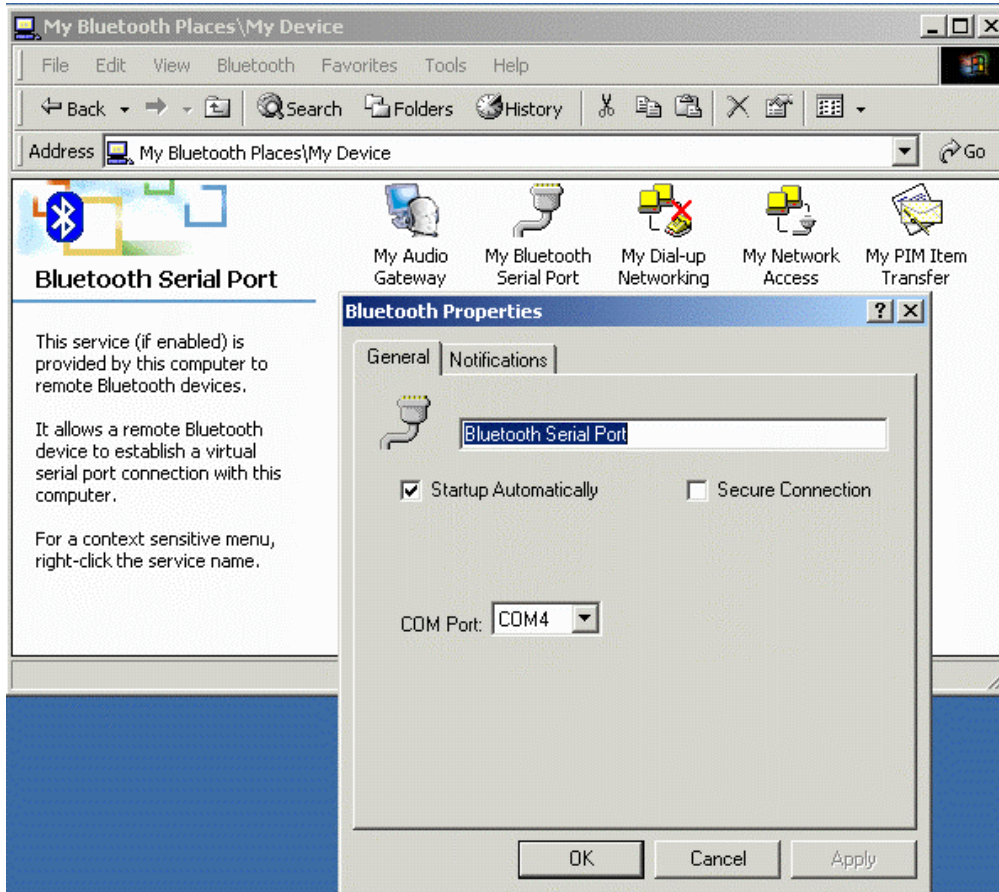 My Bluetooth Places\My Device
File Edit View Bluetooth Favorites Tools Help
Back Search Folders History
Address My Bluetooth Places\My Device Go
My Audio Gateway
My Bluetooth Serial Port
My Dial-up Networking
My Network Access
My PIM Item Transfer
Bluetooth Serial Port
This service (if enabled) is
provided by this computer to
remote Bluetooth devices.
It allows a remote Bluetooth
device to establish a virtual
serial port connection with this
computer.
For a context sensitive menu,
right-click the service name.
Bluetooth Properties
General Notifications
Bluetooth Serial Port
Startup Automatically Secure Connection
COM Port: COM4
OK Cancel Apply